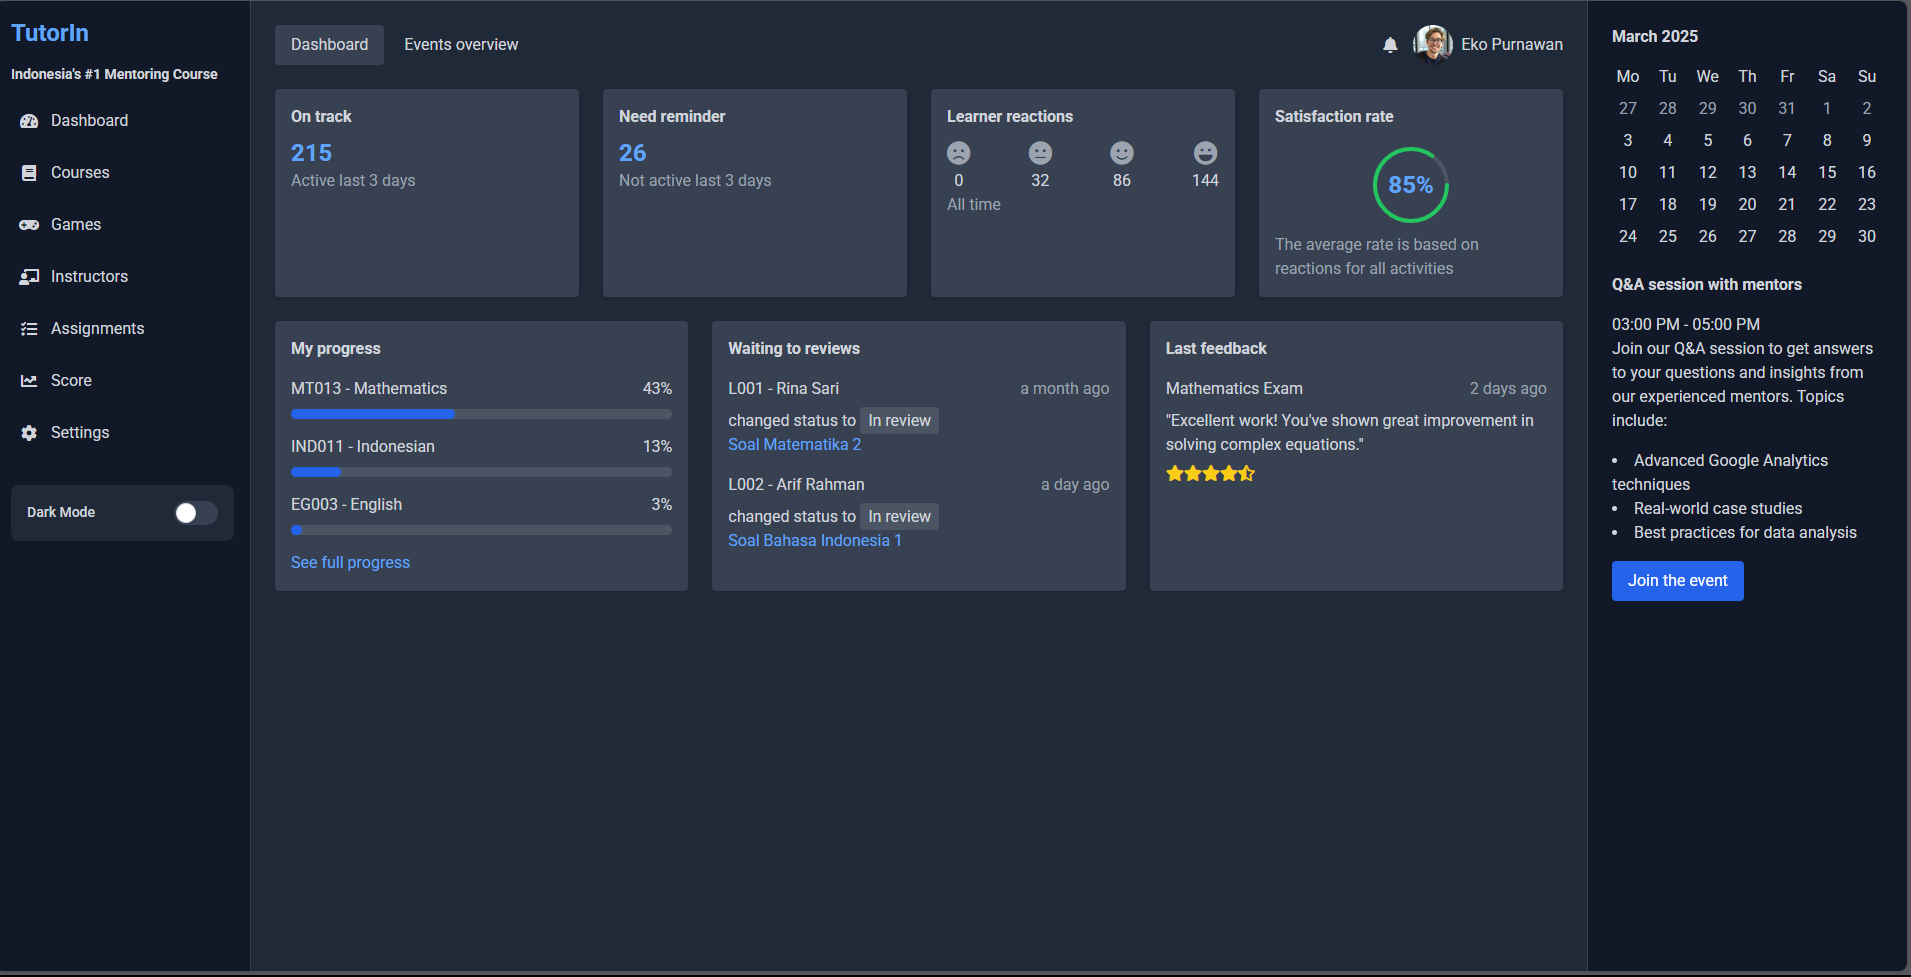 TutorIn
Indonesia's #1 Mentoring Course
Dashboard
Courses
Games
Instructors
Assignments
Score
Settings
Dark Mode
Dashboard
Events overview
Eko Purnawan
On track
215
Active last 3 days
Need reminder
26
Not active last 3 days
Learner reactions
0 32 86 144
All time
Satisfaction rate
85%
The average rate is based on
reactions for all activities
My progress
MT013 - Mathematics 43%
IND011 - Indonesian 13%
EG003 - English 3%
See full progress
Waiting to reviews
L001 - Rina Sari a month ago
changed status to In review
Soal Matematika 2
L002 - Arif Rahman a day ago
changed status to In review
Soal Bahasa Indonesia 1
Last feedback
Mathematics Exam 2 days ago
"Excellent work! You've shown great improvement in
solving complex equations."
March 2025
Mo Tu We Th Fr Sa Su
27 28 29 30 31 1 2
3 4 5 6 7 8 9
10 11 12 13 14 15 16
17 18 19 20 21 22 23
24 25 26 27 28 29 30
Q&A session with mentors
03:00 PM - 05:00 PM
Join our Q&A session to get answers
to your questions and insights from
our experienced mentors. Topics
include:
• Advanced Google Analytics
techniques
• Real-world case studies
• Best practices for data analysis
Join the event